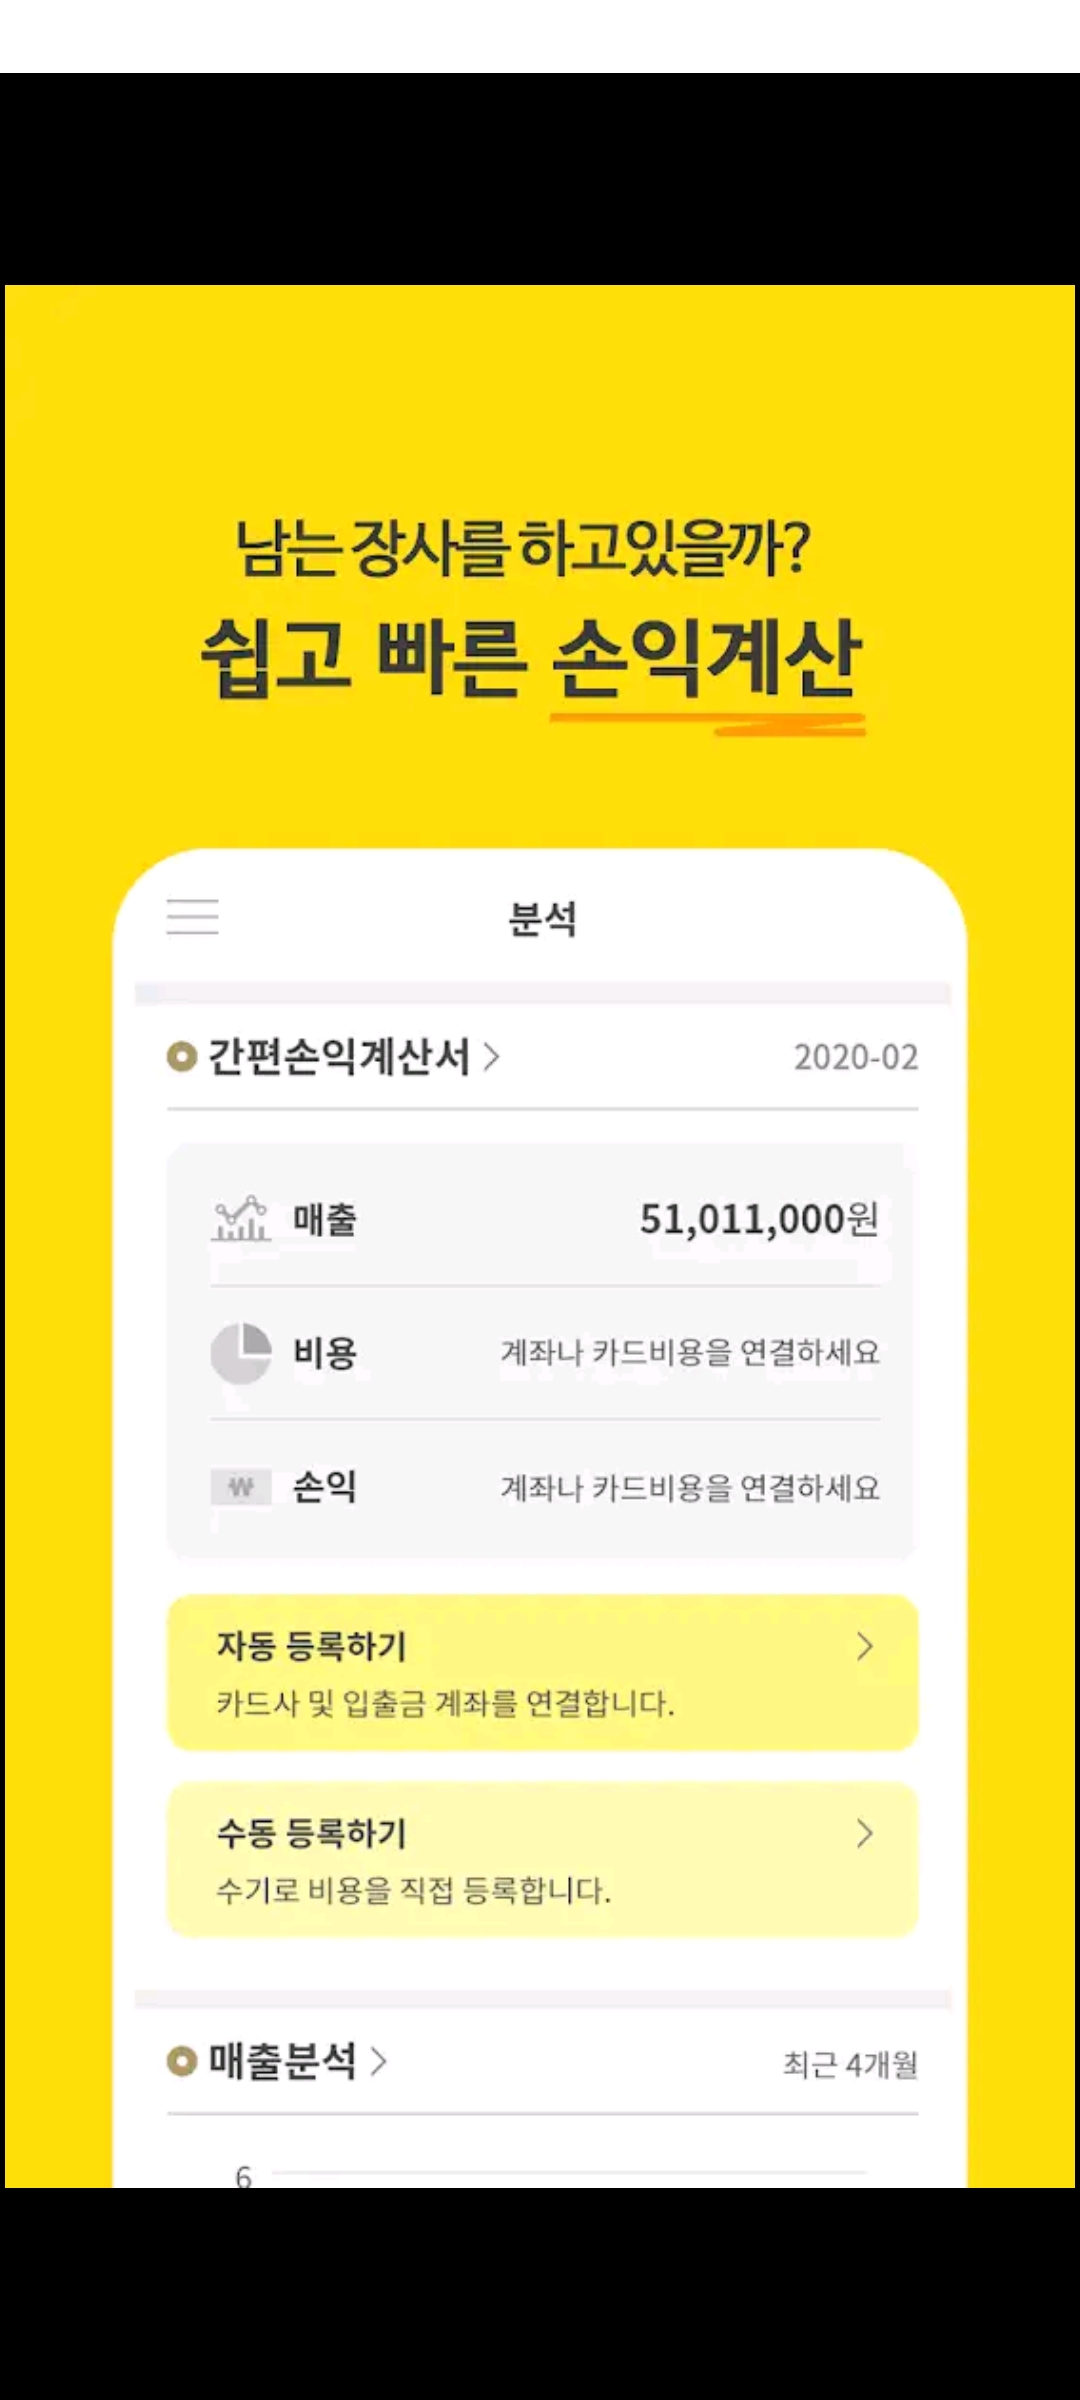 남는 장사를 하고있을까?
쉽고 빠른 손익계산
분석
간편손익계산서 >
2020-02
매출
51,011,000원
비용
계좌나 카드비용을 연결하세요
₩ 손익
계좌나 카드비용을 연결하세요
자동 등록하기 >
카드사 및 입출금 계좌를 연결합니다.
수동 등록하기 >
수기로 비용을 직접 등록합니다.
매출분석 >
최근 4개월
6